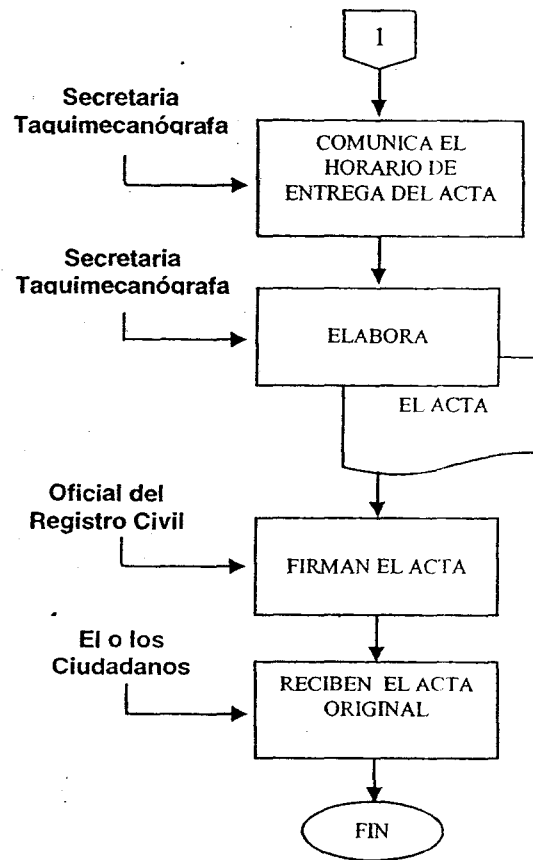 1
Secretaria
Taquimecanógrafa
COMUNICA EL
HORARIO DE
ENTREGA DEL ACTA
Secretaria
Taquimecanógrafa
ELABORA
EL ACTA
Oficial del
Registro Civil
FIRMAN EL ACTA
El o los
Ciudadanos
RECIBEN EL ACTA
ORIGINAL
FIN